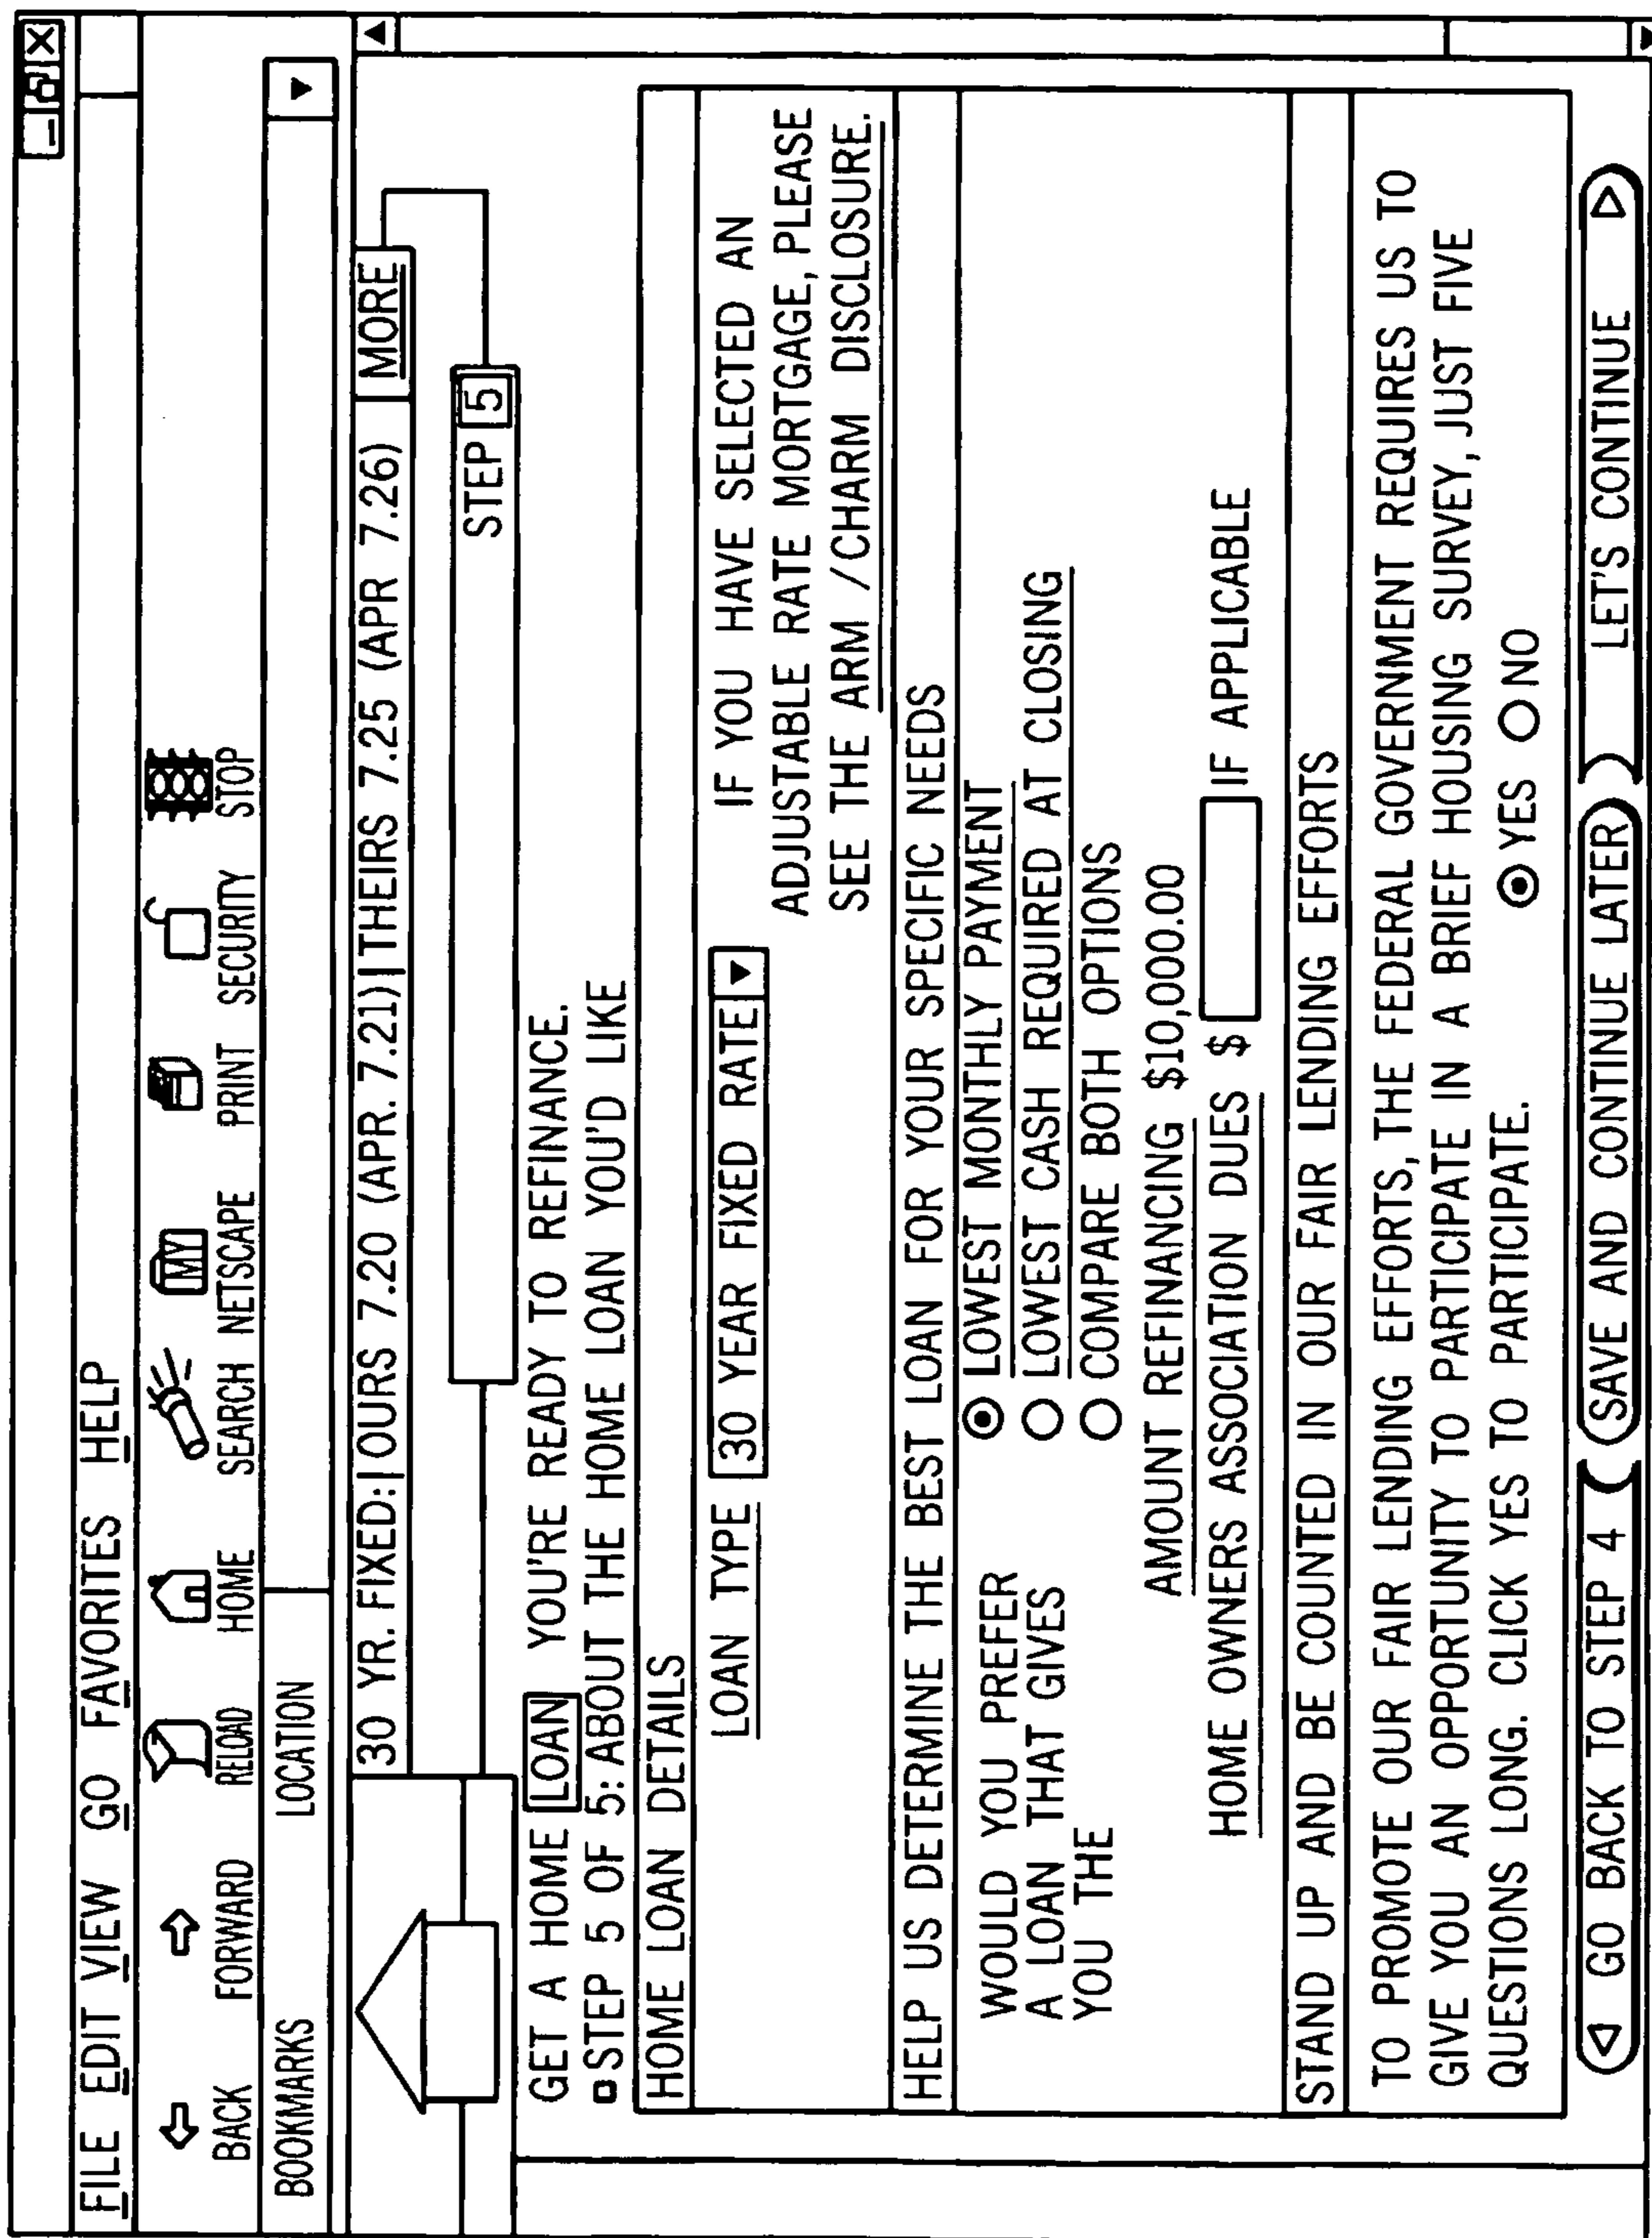 FILE EDIT VIEW GO FAVORITES HELP
BACK FORWARD RELOAD HOME SEARCH MY NETSCAPE PRINT SECURITY STOP
BOOKMARKS LOCATION
30 YR. FIXED:|OURS 7.20 (APR. 7.21)|THEIRS 7.25 (APR 7.26) MORE
STEP 5
GET A HOME LOAN YOU'RE READY TO REFINANCE.
STEP 5 OF 5: ABOUT THE HOME LOAN YOU'D LIKE
HOME LOAN DETAILS
LOAN TYPE 30 YEAR FIXED RATE IF YOU HAVE SELECTED AN
ADJUSTABLE RATE MORTGAGE, PLEASE
SEE THE ARM /CHARM DISCLOSURE.
HELP US DETERMINE THE BEST LOAN FOR YOUR SPECIFIC NEEDS
WOULD YOU PREFER
A LOAN THAT GIVES
YOU THE
LOWEST MONTHLY PAYMENT
LOWEST CASH REQUIRED AT CLOSING
COMPARE BOTH OPTIONS
AMOUNT REFINANCING $10,000.00
HOME OWNERS ASSOCIATION DUES $ IF APPLICABLE
STAND UP AND BE COUNTED IN OUR FAIR LENDING EFFORTS
TO PROMOTE OUR FAIR LENDING EFFORTS, THE FEDERAL GOVERNMENT REQUIRES US TO
GIVE YOU AN OPPORTUNITY TO PARTICIPATE IN A BRIEF HOUSING SURVEY, JUST FIVE
QUESTIONS LONG. CLICK YES TO PARTICIPATE. YES NO
GO BACK TO STEP 4 SAVE AND CONTINUE LATER LET'S CONTINUE